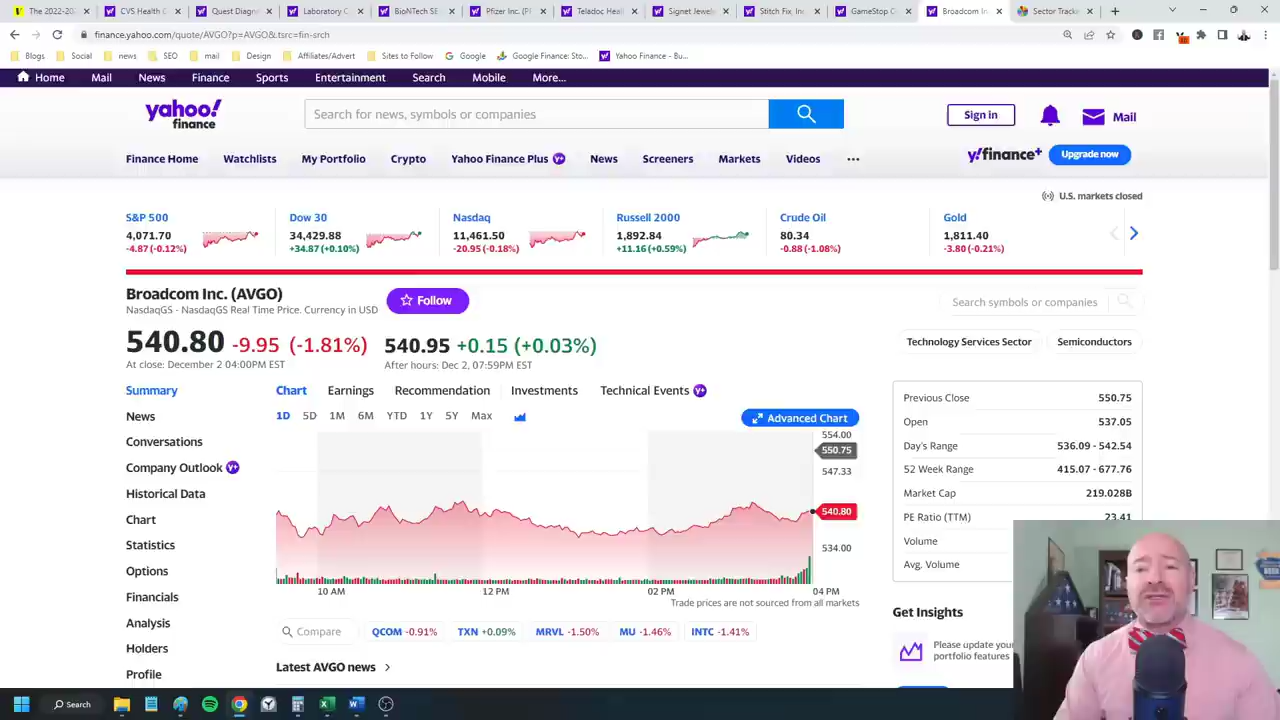 The 2022-202
CVS Health C
Quest Diagno
Laboratory C
BioNTech SE
Pfizer Inc. (P
Teladoc Heal
Signet Jewele
Stitch Fix, Inc
GameStop C
Broadcom In
Sector Tracke
finance.yahoo.com/quote/AVGO?p=AVGO&.tsrc=fin-srch
Blogs Social news SEO mail Design Affiliates/Advert Sites to Follow Google Google Finance - Sto... Yahoo Finance - Bu...
Home Mail News Finance Sports Entertainment Search Mobile More...
yahoo!
finance
Search for news, symbols or companies
Sign in
Mail
Finance Home Watchlists My Portfolio Crypto Yahoo Finance Plus News Screeners Markets Videos
y!finance+ Upgrade now
U.S. markets closed
S&P 500
4,071.70
-4.87 (-0.12%)
Dow 30
34,429.88
+34.87 (+0.10%)
Nasdaq
11,461.50
-20.95 (-0.18%)
Russell 2000
1,892.84
+11.16 (+0.59%)
Crude Oil
80.34
-0.88 (-1.08%)
Gold
1,811.40
-3.80 (-0.21%)
Broadcom Inc. (AVGO)
NasdaqGS - NasdaqGS Real Time Price. Currency in USD
Follow
Search symbols or companies
540.80 -9.95 (-1.81%)
At close: December 2 04:00PM EST
540.95 +0.15 (+0.03%)
After hours: Dec 2, 07:59PM EST
Technology Services Sector
Semiconductors
Summary
News
Conversations
Company Outlook
Historical Data
Chart
Statistics
Options
Financials
Analysis
Holders
Profile
Chart Earnings Recommendation Investments Technical Events
1D 5D 1M 6M YTD 1Y 5Y Max
Advanced Chart
554.00
550.75
547.33
540.80
534.00
10 AM 12 PM 02 PM 04 PM
Trade prices are not sourced from all markets
Compare
QCOM -0.91%
TXN +0.09%
MRVL -1.50%
MU -1.46%
INTC -1.41%
Latest AVGO news
Previous Close 550.75
Open 537.05
Day's Range 536.09 - 542.54
52 Week Range 415.07 - 677.76
Market Cap 219.028B
PE Ratio (TTM) 23.41
Volume
Avg. Volume
Get Insights
Please update your
portfolio features
Search